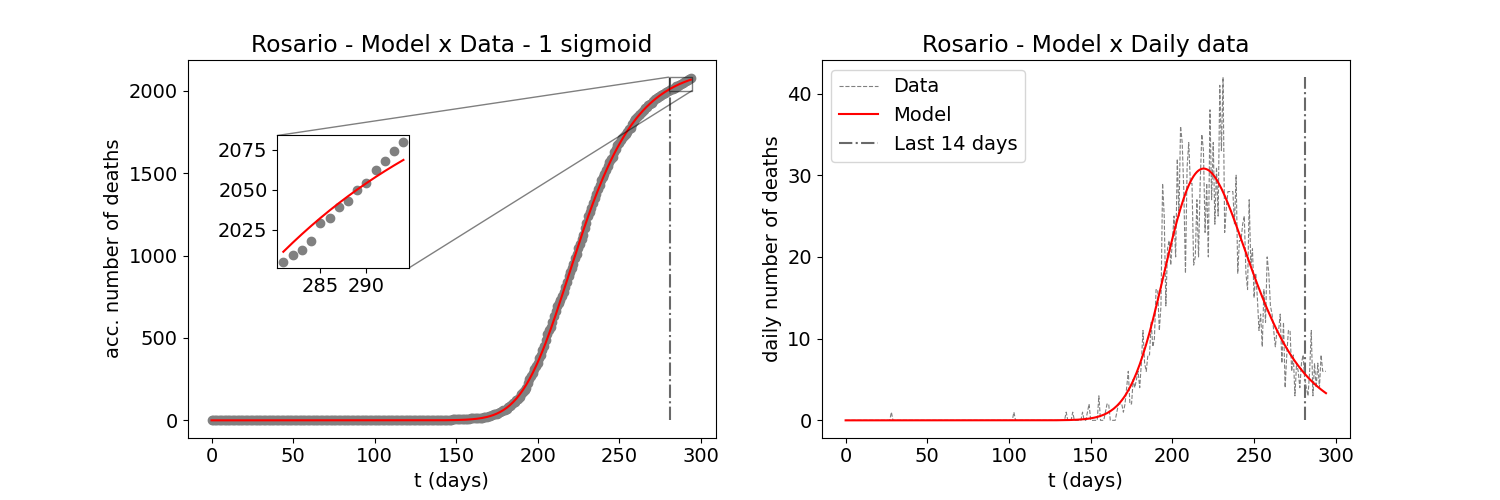 Rosario - Model x Data - 1 sigmoid
acc. number of deaths
2000
1500
1000
500
0
2075
2050
2025
285 290
0 50 100 150 200 250 300
t (days)
Rosario - Model x Daily data
daily number of deaths
40
30
20
10
0
Data
Model
Last 14 days
0 50 100 150 200 250 300
t (days)